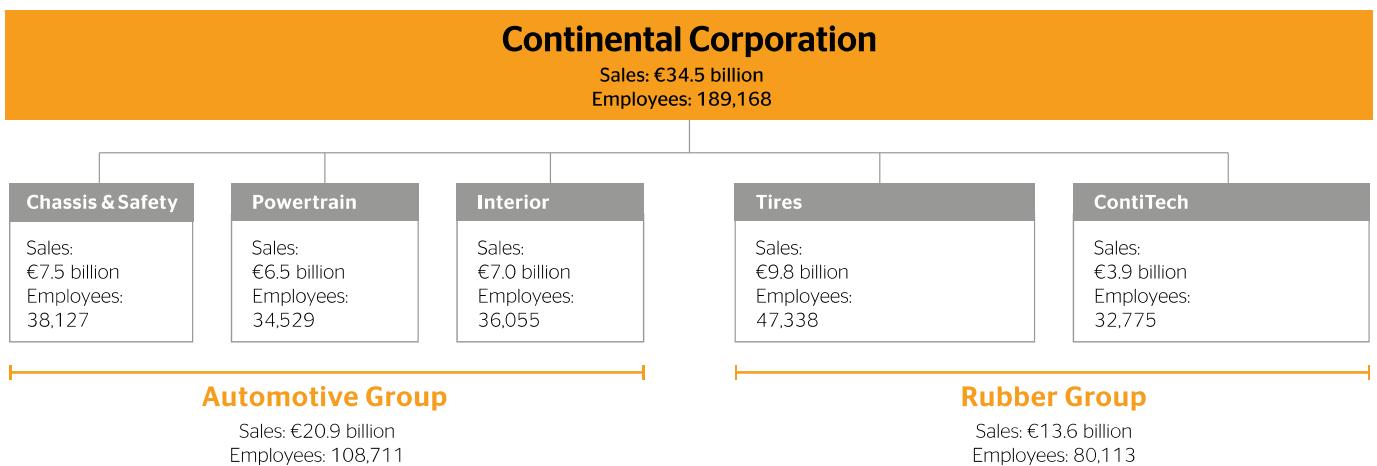 Continental Corporation
Sales: €34.5 billion
Employees: 189,168
Chassis & Safety
Sales:
€7.5 billion
Employees:
38,127
Powertrain
Sales:
€6.5 billion
Employees:
34,529
Interior
Sales:
€7.0 billion
Employees:
36,055
Tires
Sales:
€9.8 billion
Employees:
47,338
ContiTech
Sales:
€3.9 billion
Employees:
32,775
Automotive Group
Sales: €20.9 billion
Employees: 108,711
Rubber Group
Sales: €13.6 billion
Employees: 80,113